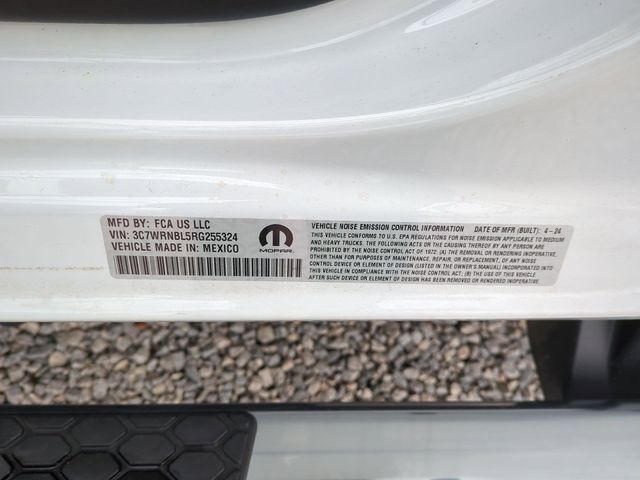 MFD BY: FCA US LLC
VIN: 3C7WRNBL5RG255324
VEHICLE MADE IN: MEXICO
MOPAR
VEHICLE NOISE EMISSION CONTROL INFORMATION DATE OF MFR (BUILT): 4-24
THIS VEHICLE CONFORMS TO U.S. EPA REGULATIONS FOR NOISE EMISSION APPLICABLE TO MEDIUM
AND HEAVY TRUCKS. THE FOLLOWING ACTS OR THE CAUSING THEREOF BY ANY PERSON
ARE PROHIBITED BY THE NOISE CONTROL ACT OF 1972: (A) THE REMOVAL OR RENDERING INOPERATIVE,
OTHER THAN FOR PURPOSES OF MAINTENANCE, REPAIR, OR REPLACEMENT, OF ANY NOISE
CONTROL DEVICE OR ELEMENT OF DESIGN (LISTED IN THE OWNER'S MANUAL) INCORPORATED INTO
THIS VEHICLE IN COMPLIANCE WITH THE NOISE CONTROL ACT; (B) THE USE OF THIS VEHICLE
AFTER SUCH DEVICE OR ELEMENT OF DESIGN HAS BEEN REMOVED OR RENDERED INOPERATIVE.